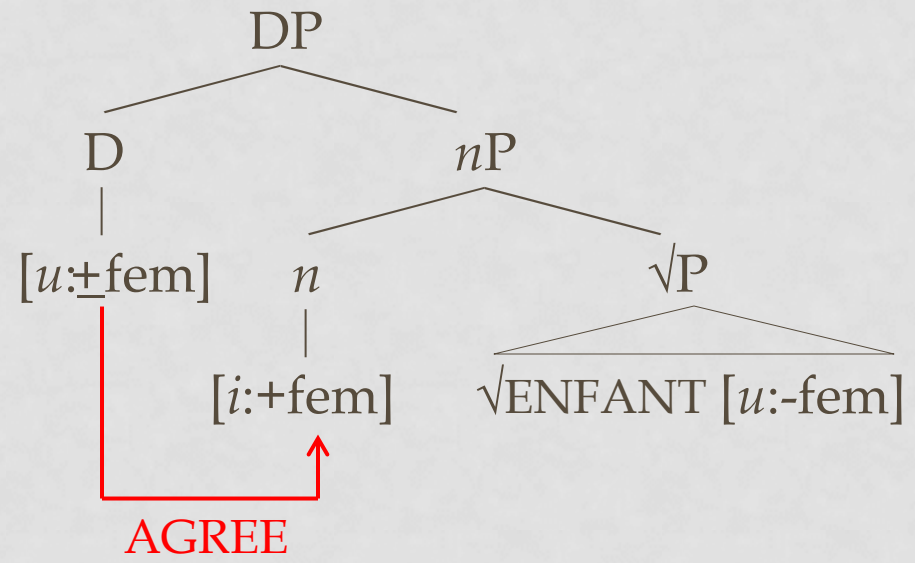 DP
D nP
[u:±fem] n √P
[i:+fem] √ENFANT [u:-fem]
AGREE